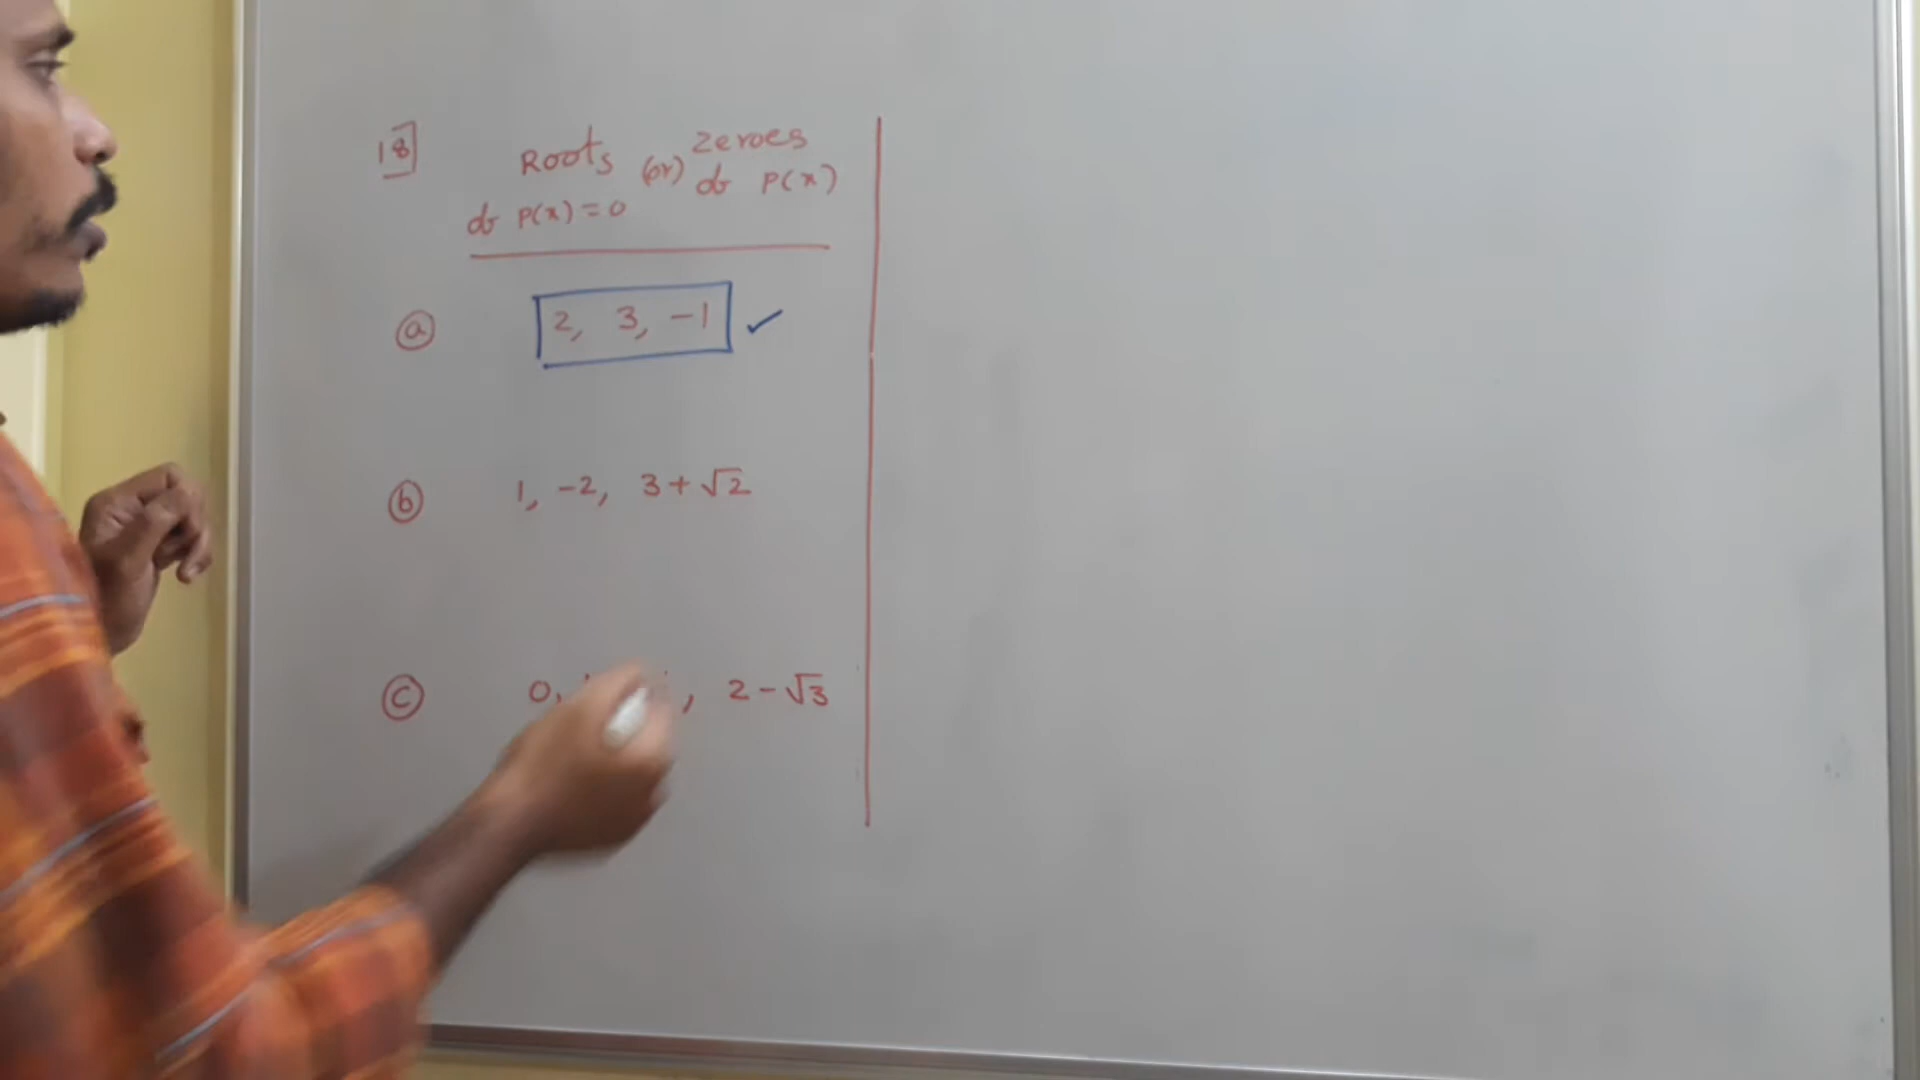 18
Roots (or) zeroes
of P(x) = 0 of P(x)
a 2, 3, -1 ✓
b 1, -2, 3 + √2
c 0, , 2 - √3